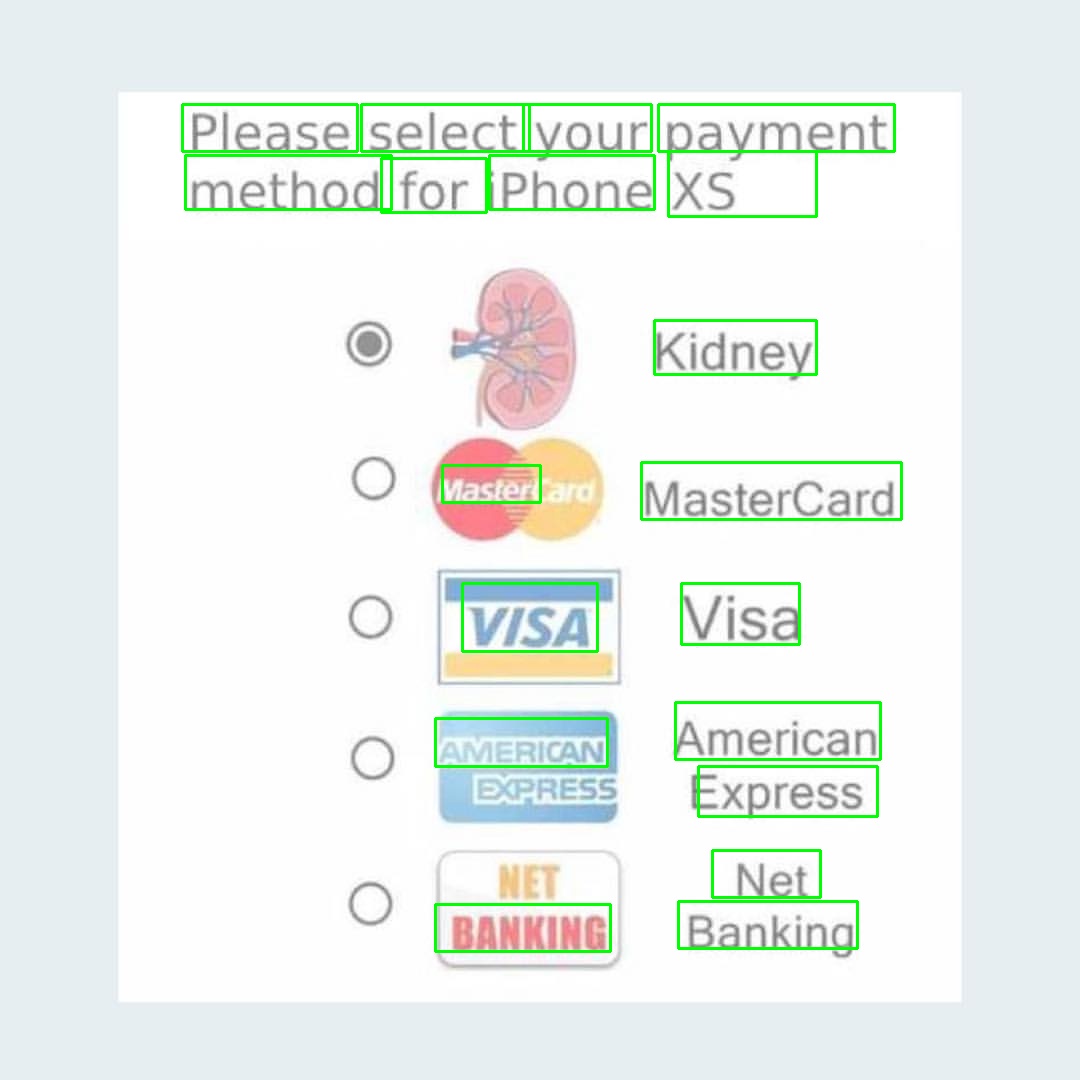 Please select your payment
method for iPhone XS
Kidney
MasterCard MasterCard
VISA Visa
AMERICAN American
EXPRESS Express
NET Net
BANKING Banking